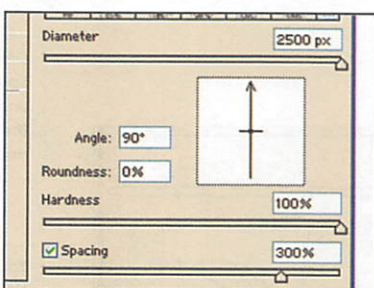 Diameter 2500 px
Angle: 90°
Roundness: 0%
Hardness 100%
Spacing 300%